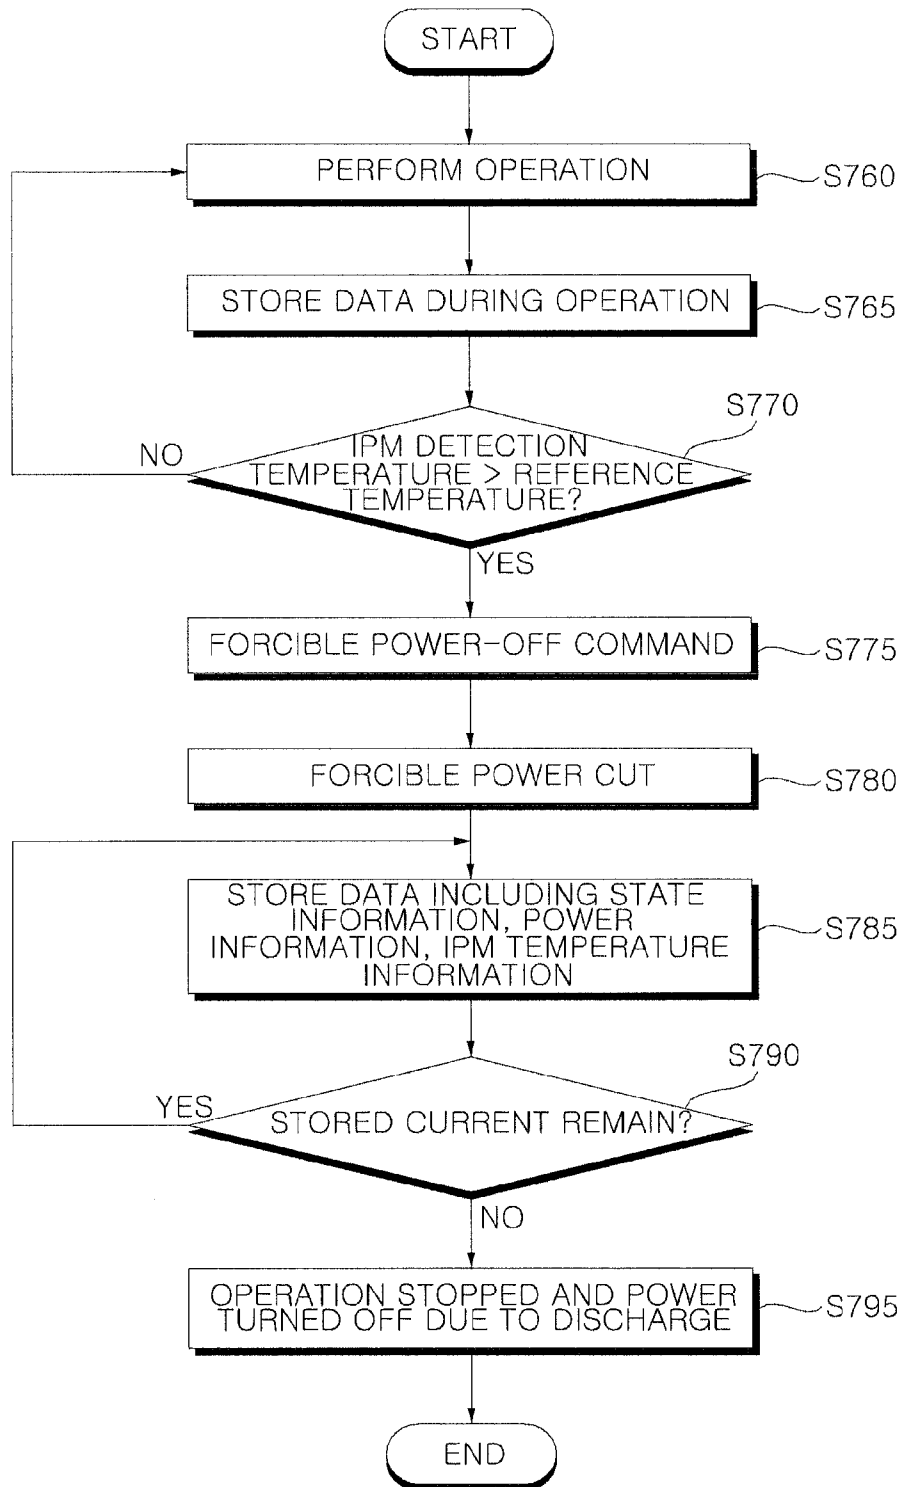 START
PERFORM OPERATION
S760
STORE DATA DURING OPERATION
S765
S770
NO
IPM DETECTION
TEMPERATURE > REFERENCE
TEMPERATURE?
YES
FORCIBLE POWER-OFF COMMAND
S775
FORCIBLE POWER CUT
S780
STORE DATA INCLUDING STATE
INFORMATION, POWER
INFORMATION, IPM TEMPERATURE
INFORMATION
S785
S790
YES
STORED CURRENT REMAIN?
NO
OPERATION STOPPED AND POWER
TURNED OFF DUE TO DISCHARGE
S795
END